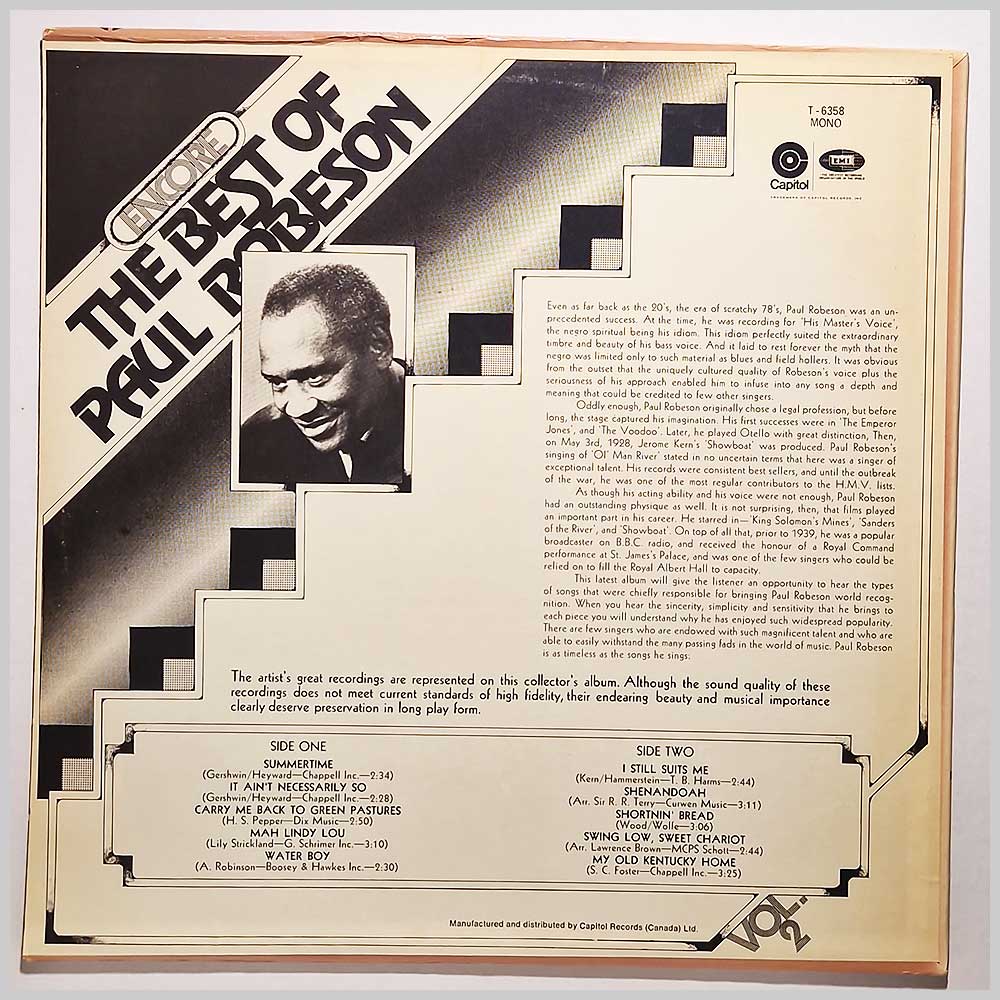 ENCORE
THE BEST OF
PAUL ROBESON
T-6358
MONO
Capitol
EMI
TRADEMARK OF CAPITOL RECORDS, INC.
Even as far back as the 20's, the era of scratchy 78's, Paul Robeson was an un-
precedented success. At the time, he was recording for 'His Master's Voice',
the negro spiritual being his idiom. This idiom perfectly suited the extraordinary
timbre and beauty of his bass voice. And it laid to rest forever the myth that the
negro was limited only to such material as blues and field hollers. It was obvious
from the outset that the uniquely cultured quality of Robeson's voice plus the
seriousness of his approach enabled him to infuse into any song a depth and
meaning that could be credited to few other singers.
Oddly enough, Paul Robeson originally chose a legal profession, but before
long, the stage captured his imagination. His first successes were in 'The Emperor
Jones', and 'The Voodoo'. Later, he played Otello with great distinction, Then,
on May 3rd, 1928, Jerome Kern's 'Showboat' was produced. Paul Robeson's
singing of 'Ol' Man River' stated in no uncertain terms that here was a singer of
exceptional talent. His records were consistent best sellers, and until the outbreak
of the war, he was one of the most regular contributors to the H.M.V. lists.
As though his acting ability and his voice were not enough, Paul Robeson
had an outstanding physique as well. It is not surprising, then, that films played
an important part in his career. He starred in—'King Solomon's Mines', 'Sanders
of the River', and 'Showboat'. On top of all that, prior to 1939, he was a popular
broadcaster on B.B.C. radio, and received the honour of a Royal Command
performance at St. James's Palace, and was one of the few singers who could be
relied on to fill the Royal Albert Hall to capacity.
This latest album will give the listener an opportunity to hear the types
of songs that were chiefly responsible for bringing Paul Robeson world recog-
nition. When you hear the sincerity, simplicity and sensitivity that he brings to
each piece you will understand why he has enjoyed such widespread popularity.
There are few singers who are endowed with such magnificent talent and who are
able to easily withstand the many passing fads in the world of music. Paul Robeson
is as timeless as the songs he sings.
The artist's great recordings are represented on this collector's album. Although the sound quality of these
recordings does not meet current standards of high fidelity, their endearing beauty and musical importance
clearly deserve preservation in long play form.
SIDE ONE
SUMMERTIME
(Gershwin/Heyward—Chappell Inc.—2:34)
IT AIN'T NECESSARILY SO
(Gershwin/Heyward—Chappell Inc.—2:28)
CARRY ME BACK TO GREEN PASTURES
(H. S. Pepper—Dix Music—2:50)
MAH LINDY LOU
(Lily Strickland—G. Schrimer Inc.—3:10)
WATER BOY
(A. Robinson—Boosey & Hawkes Inc.—2:30)
SIDE TWO
I STILL SUITS ME
(Kern/Hammerstein—T. B. Harms—2:44)
SHENANDOAH
(Arr. Sir R. R. Terry—Curwen Music—3:11)
SHORTNIN' BREAD
(Wood/Wolle—3:06)
SWING LOW, SWEET CHARIOT
(Arr. Lawrence Brown—MCPS Schott—2:44)
MY OLD KENTUCKY HOME
(S. C. Foster—Chappell Inc.—3:25)
Manufactured and distributed by Capitol Records (Canada) Ltd.
VOL.
2